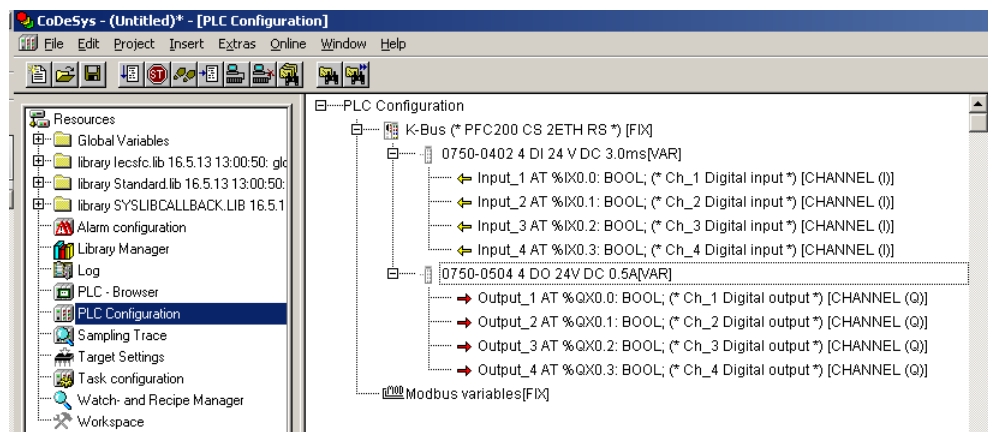 CoDeSys - (Untitled)* - [PLC Configuration]
File Edit Project Insert Extras Online Window Help
Resources
Global Variables
library Iecsfc.lib 16.5.13 13:00:50: glo
library Standard.lib 16.5.13 13:00:50:
library SYSLIBCALLBACK.LIB 16.5.1
Alarm configuration
Library Manager
Log
PLC - Browser
PLC Configuration
Sampling Trace
Target Settings
Task configuration
Watch- and Recipe Manager
Workspace
PLC Configuration
K-Bus (* PFC200 CS 2ETH RS *) [FIX]
0750-0402 4 DI 24 V DC 3.0ms[VAR]
Input_1 AT %IX0.0: BOOL; (* Ch_1 Digital input *) [CHANNEL (I)]
Input_2 AT %IX0.1: BOOL; (* Ch_2 Digital input *) [CHANNEL (I)]
Input_3 AT %IX0.2: BOOL; (* Ch_3 Digital input *) [CHANNEL (I)]
Input_4 AT %IX0.3: BOOL; (* Ch_4 Digital input *) [CHANNEL (I)]
0750-0504 4 DO 24V DC 0.5A[VAR]
Output_1 AT %QX0.0: BOOL; (* Ch_1 Digital output *) [CHANNEL (Q)]
Output_2 AT %QX0.1: BOOL; (* Ch_2 Digital output *) [CHANNEL (Q)]
Output_3 AT %QX0.2: BOOL; (* Ch_3 Digital output *) [CHANNEL (Q)]
Output_4 AT %QX0.3: BOOL; (* Ch_4 Digital output *) [CHANNEL (Q)]
Modbus variables[FIX]